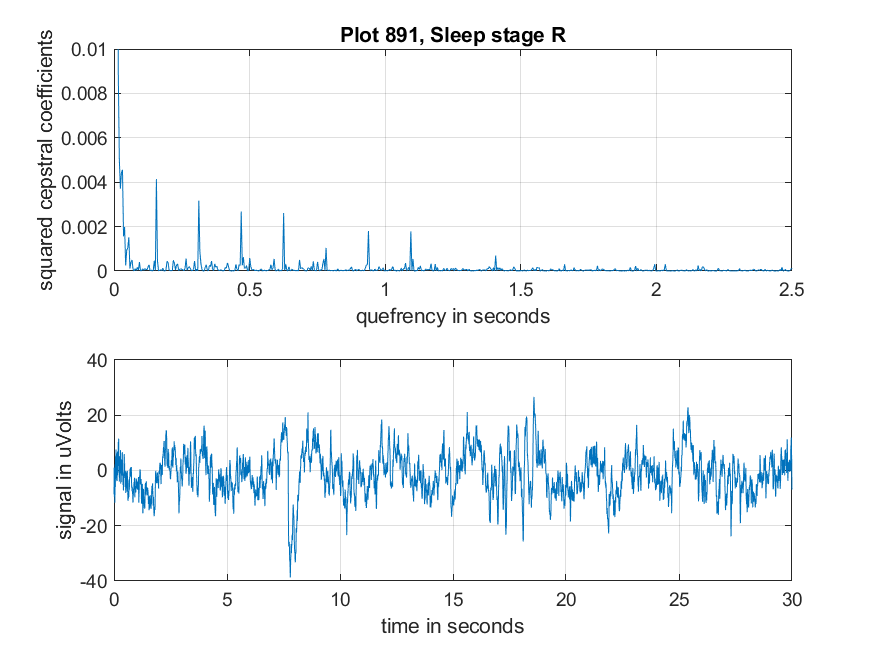 Plot 891, Sleep stage R
squared cepstral coefficients
0.01
0.008
0.006
0.004
0.002
0
0 0.5 1 1.5 2 2.5
quefrency in seconds
signal in uVolts
40
20
0
-20
-40
0 5 10 15 20 25 30
time in seconds